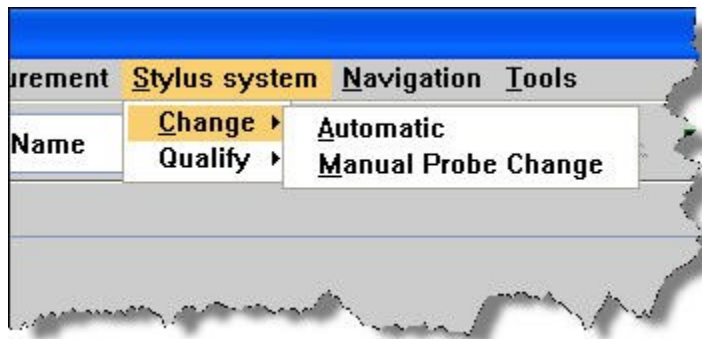 urement Stylus system Navigation Tools
Name
Change
Qualify
Automatic
Manual Probe Change